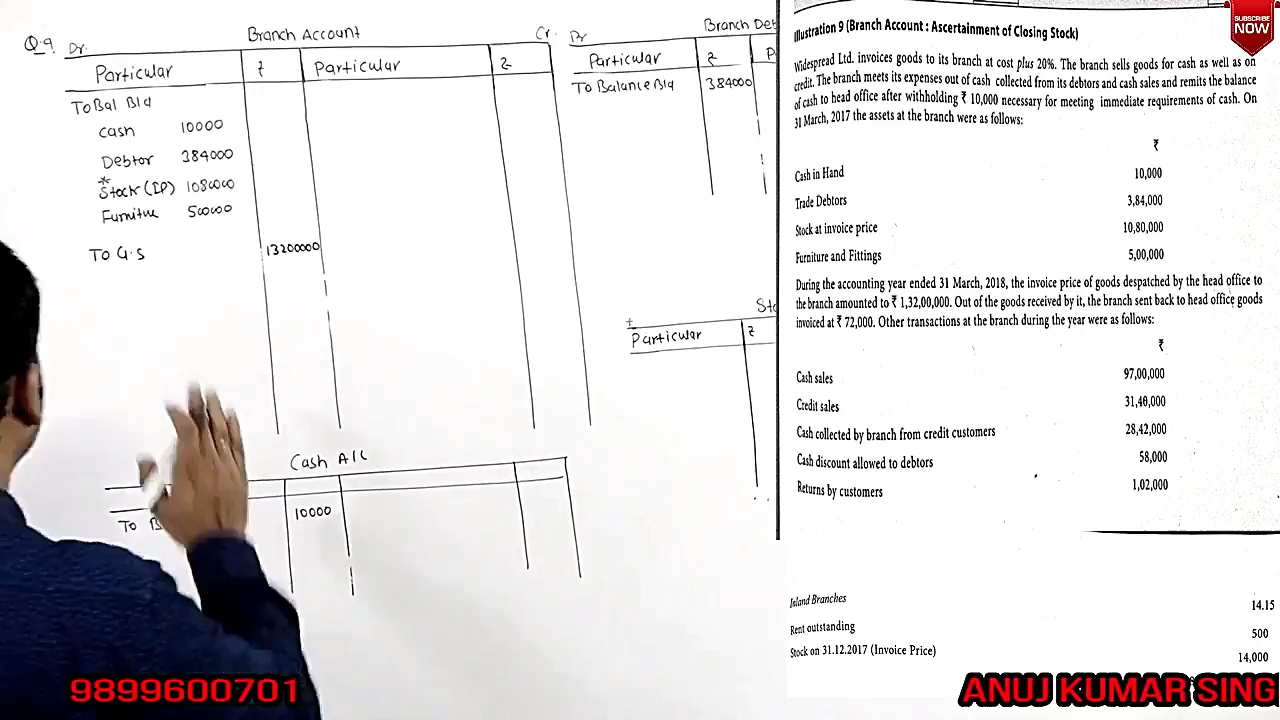 Q.9
Branch Account
Dr.
Cr.
Particular ₹ Particular ₹
To Bal B/d
Cash 10000
Debtor 384000
*
Stock (IP) 1080000
Furnitue 500000
To G.S 13200000
Cash A/c
To B
10000
Branch Deb
Dr
Particular ₹ P
To Balance B/d 384000
Sto
Particular ₹
SUBSCRIBE
NOW
Illustration 9 (Branch Account : Ascertainment of Closing Stock)
Widespread Ltd. invoices goods to its branch at cost plus 20%. The branch sells goods for cash as well as on
credit. The branch meets its expenses out of cash collected from its debtors and cash sales and remits the balance
of cash to head office after withholding ₹ 10,000 necessary for meeting immediate requirements of cash. On
31 March, 2017 the assets at the branch were as follows:
₹
Cash in Hand 10,000
Trade Debtors 3,84,000
Stock at invoice price 10,80,000
Furniture and Fittings 5,00,000
During the accounting year ended 31 March, 2018, the invoice price of goods despatched by the head office to
the branch amounted to ₹ 1,32,00,000. Out of the goods received by it, the branch sent back to head office goods
invoiced at ₹ 72,000. Other transactions at the branch during the year were as follows:
₹
Cash sales 97,00,000
Credit sales 31,40,000
Cash collected by branch from credit customers 28,42,000
Cash discount allowed to debtors 58,000
Returns by customers 1,02,000
Inland Branches 14.15
Rent outstanding 500
Stock on 31.12.2017 (Invoice Price) 14,000
9899600701
ANUJ KUMAR SING